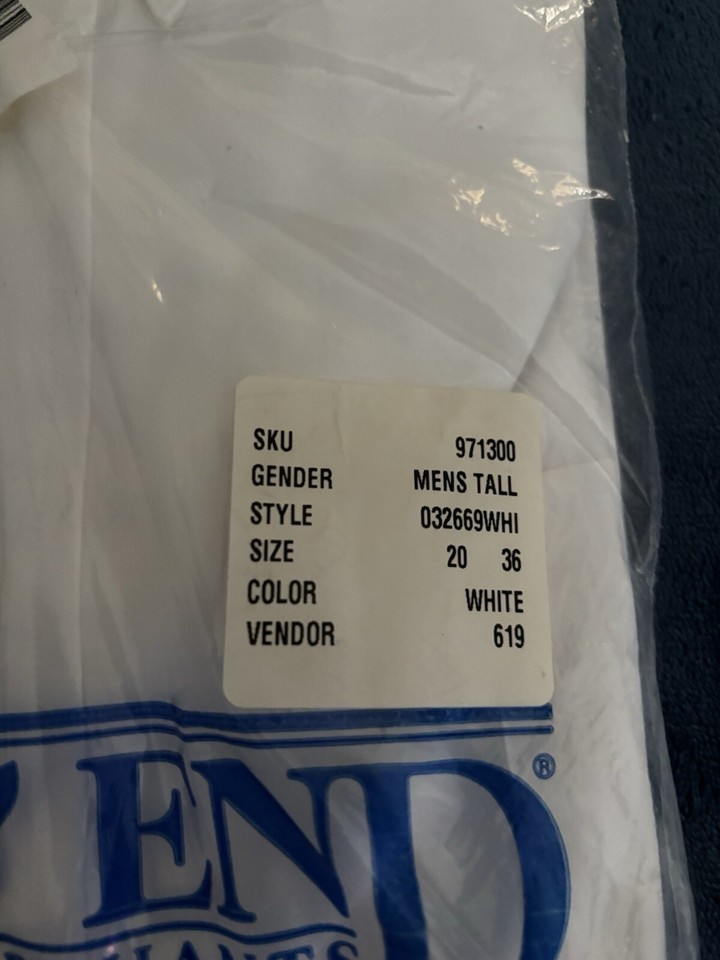 SKU 971300
GENDER MENS TALL
STYLE 032669WHI
SIZE 20 36
COLOR WHITE
VENDOR 619
END®